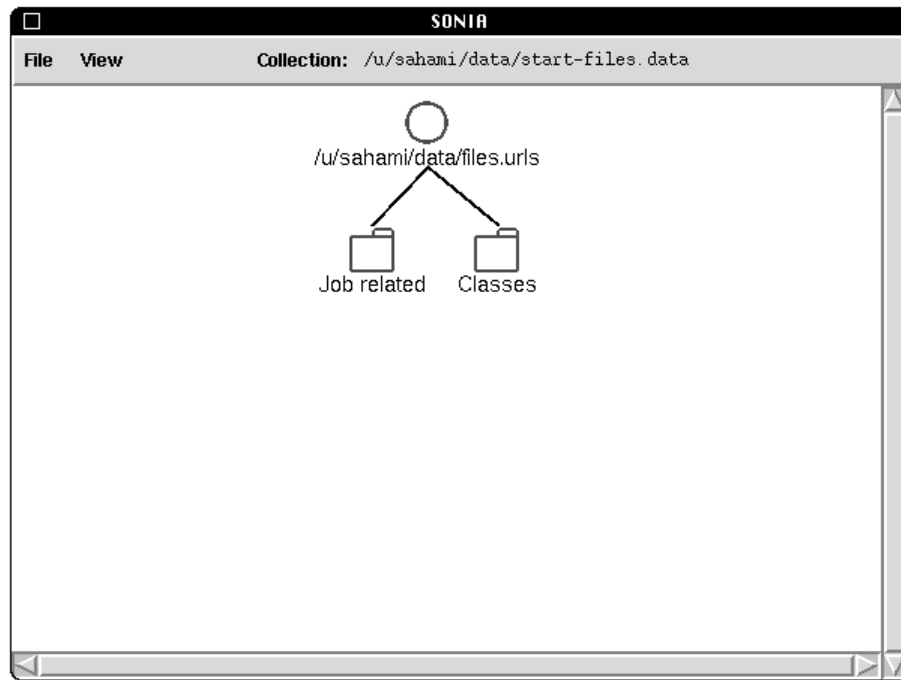 SONIA
File View Collection: /u/sahami/data/start-files.data
/u/sahami/data/files.urls
Job related Classes